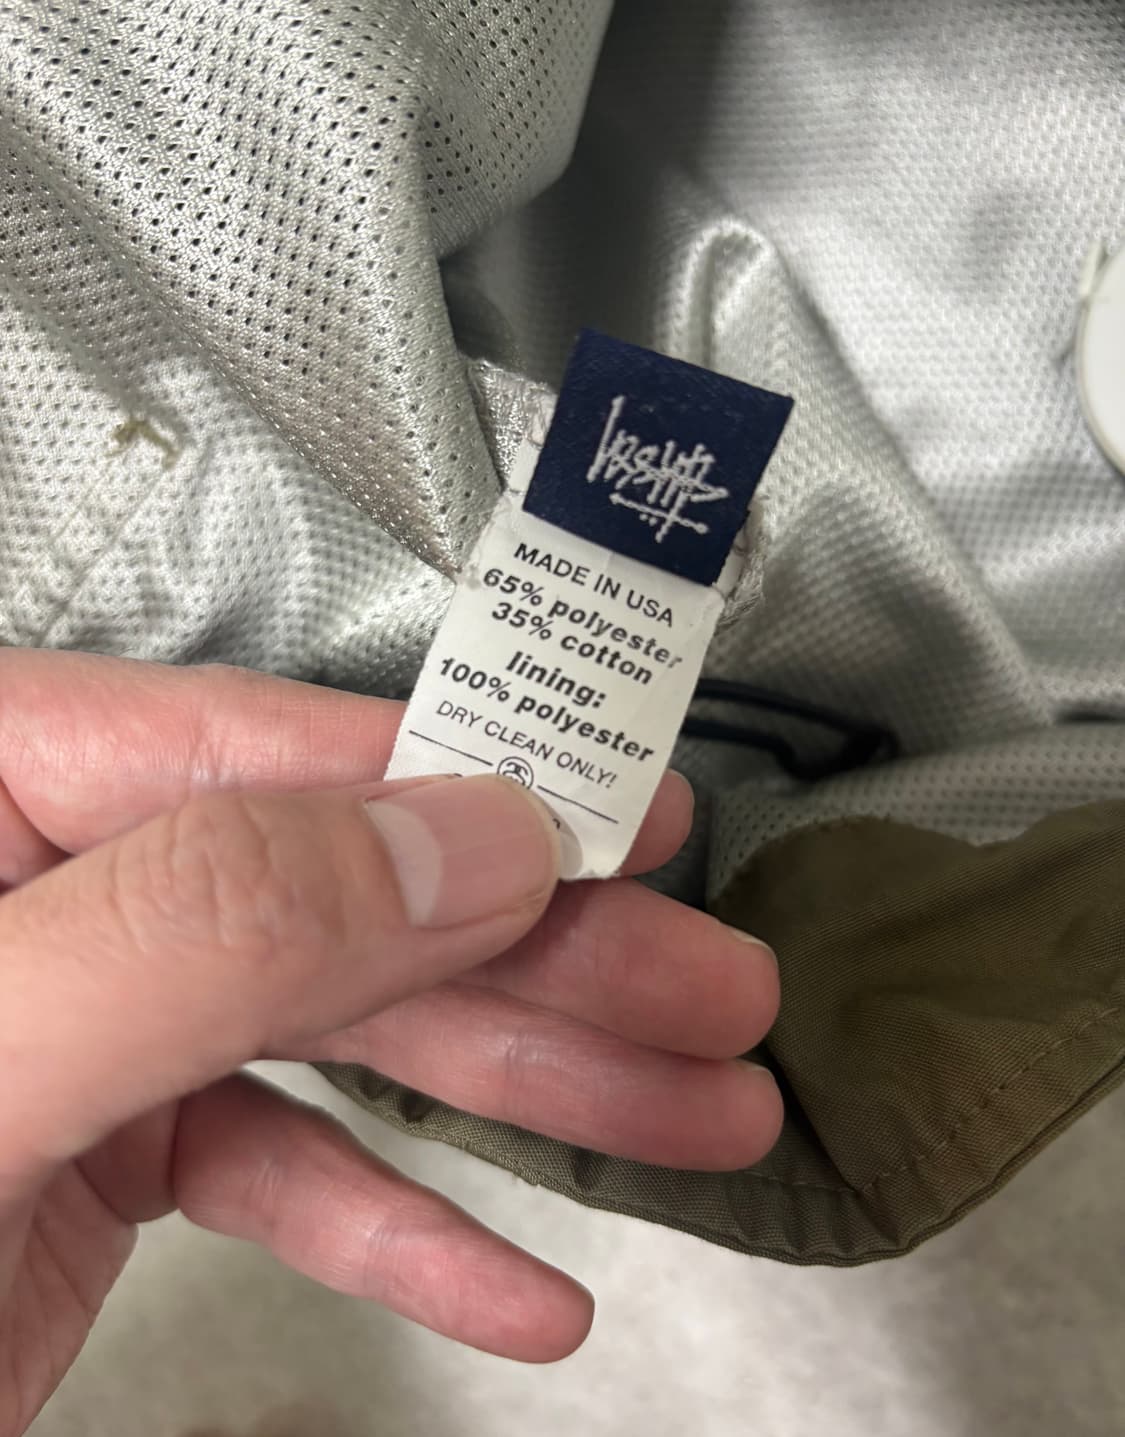 MADE IN USA
65% polyester
35% cotton
lining:
100% polyester
DRY CLEAN ONLY!